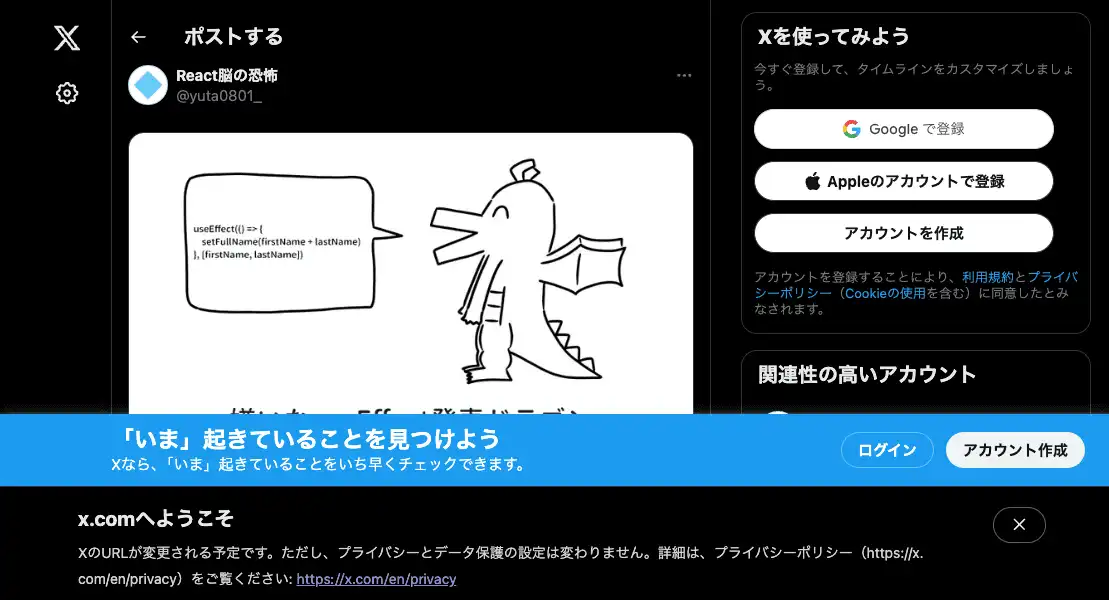 ポストする
React脳の恐怖
@yuta0801_
useEffect(() => {
setFullName(firstName + lastName)
}, [firstName, lastName])
Xを使ってみよう
今すぐ登録して、タイムラインをカスタマイズしましょ
う。
Google で登録
Appleのアカウントで登録
アカウントを作成
アカウントを登録することにより、利用規約とプライバ
シーポリシー（Cookieの使用を含む）に同意したとみ
なされます。
関連性の高いアカウント
「いま」起きていることを見つけよう
Xなら、「いま」起きていることをいち早くチェックできます。
ログイン
アカウント作成
x.comへようこそ
XのURLが変更される予定です。ただし、プライバシーとデータ保護の設定は変わりません。詳細は、プライバシーポリシー（https://x.
com/en/privacy）をご覧ください: https://x.com/en/privacy